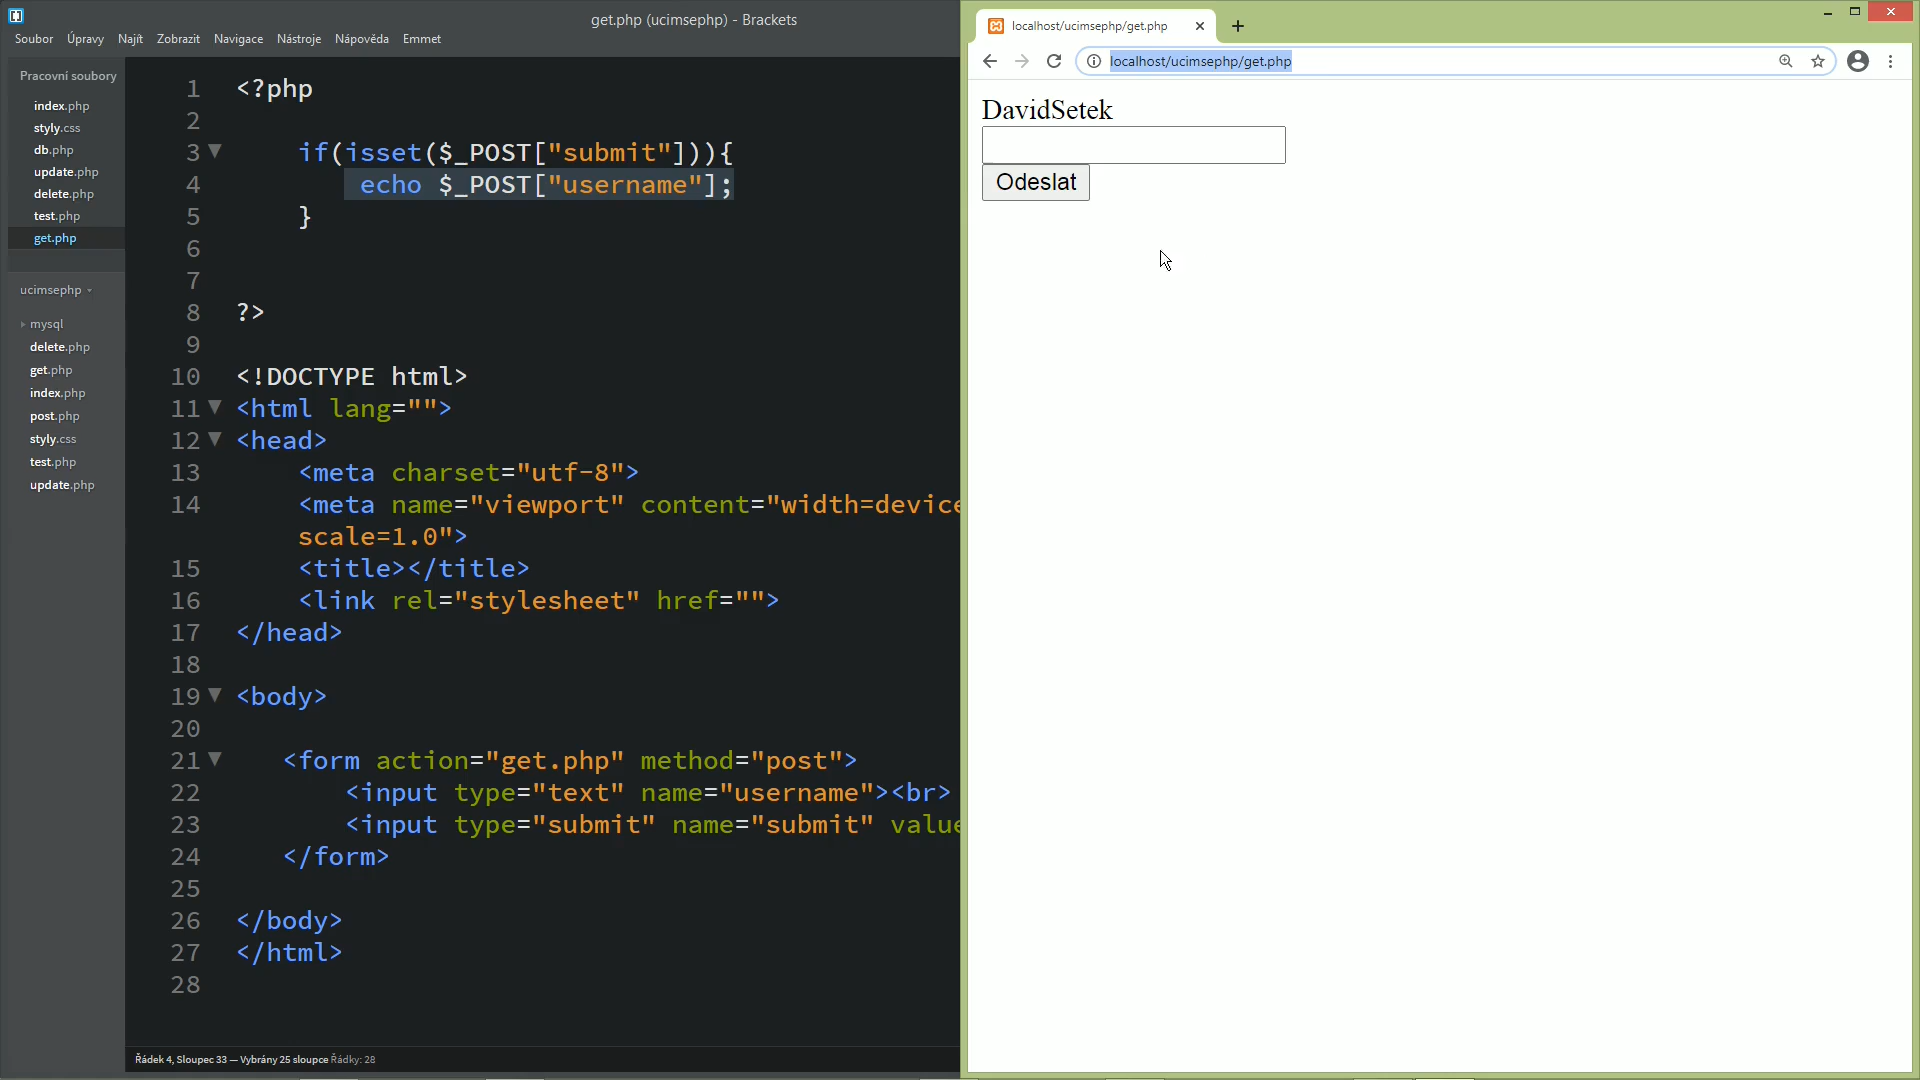 get.php (ucimsephp) - Brackets
Soubor Úpravy Najít Zobrazit Navigace Nástroje Nápověda Emmet
Pracovní soubory
index.php
styly.css
db.php
update.php
delete.php
test.php
get.php
ucimsephp
mysql
delete.php
get.php
index.php
post.php
styly.css
test.php
update.php
1 <?php
2
3 if(isset($_POST["submit"])){
4 echo $_POST["username"];
5 }
6
7
8 ?>
9
10 <!DOCTYPE html>
11 <html lang="">
12 <head>
13 <meta charset="utf-8">
14 <meta name="viewport" content="width=device
scale=1.0">
15 <title></title>
16 <link rel="stylesheet" href="">
17 </head>
18
19 <body>
20
21 <form action="get.php" method="post">
22 <input type="text" name="username"><br>
23 <input type="submit" name="submit" value
24 </form>
25
26 </body>
27 </html>
28
Řádek 4, Sloupec 33 — Vybrány 25 sloupce Řádky: 28
localhost/ucimsephp/get.php
localhost/ucimsephp/get.php
DavidSetek
Odeslat